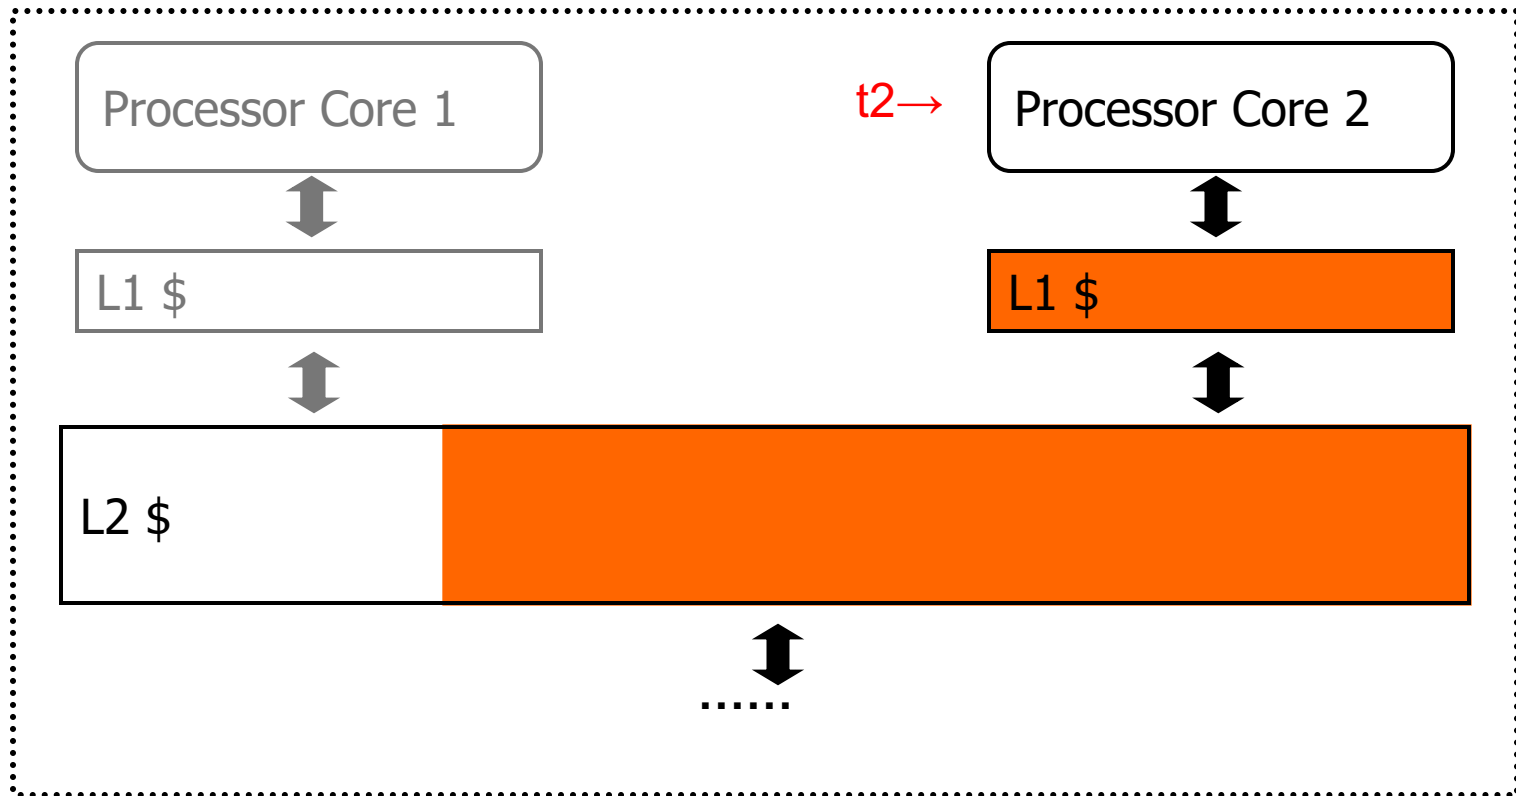 Processor Core 1
t2→
Processor Core 2
L1 $
L1 $
L2 $
......